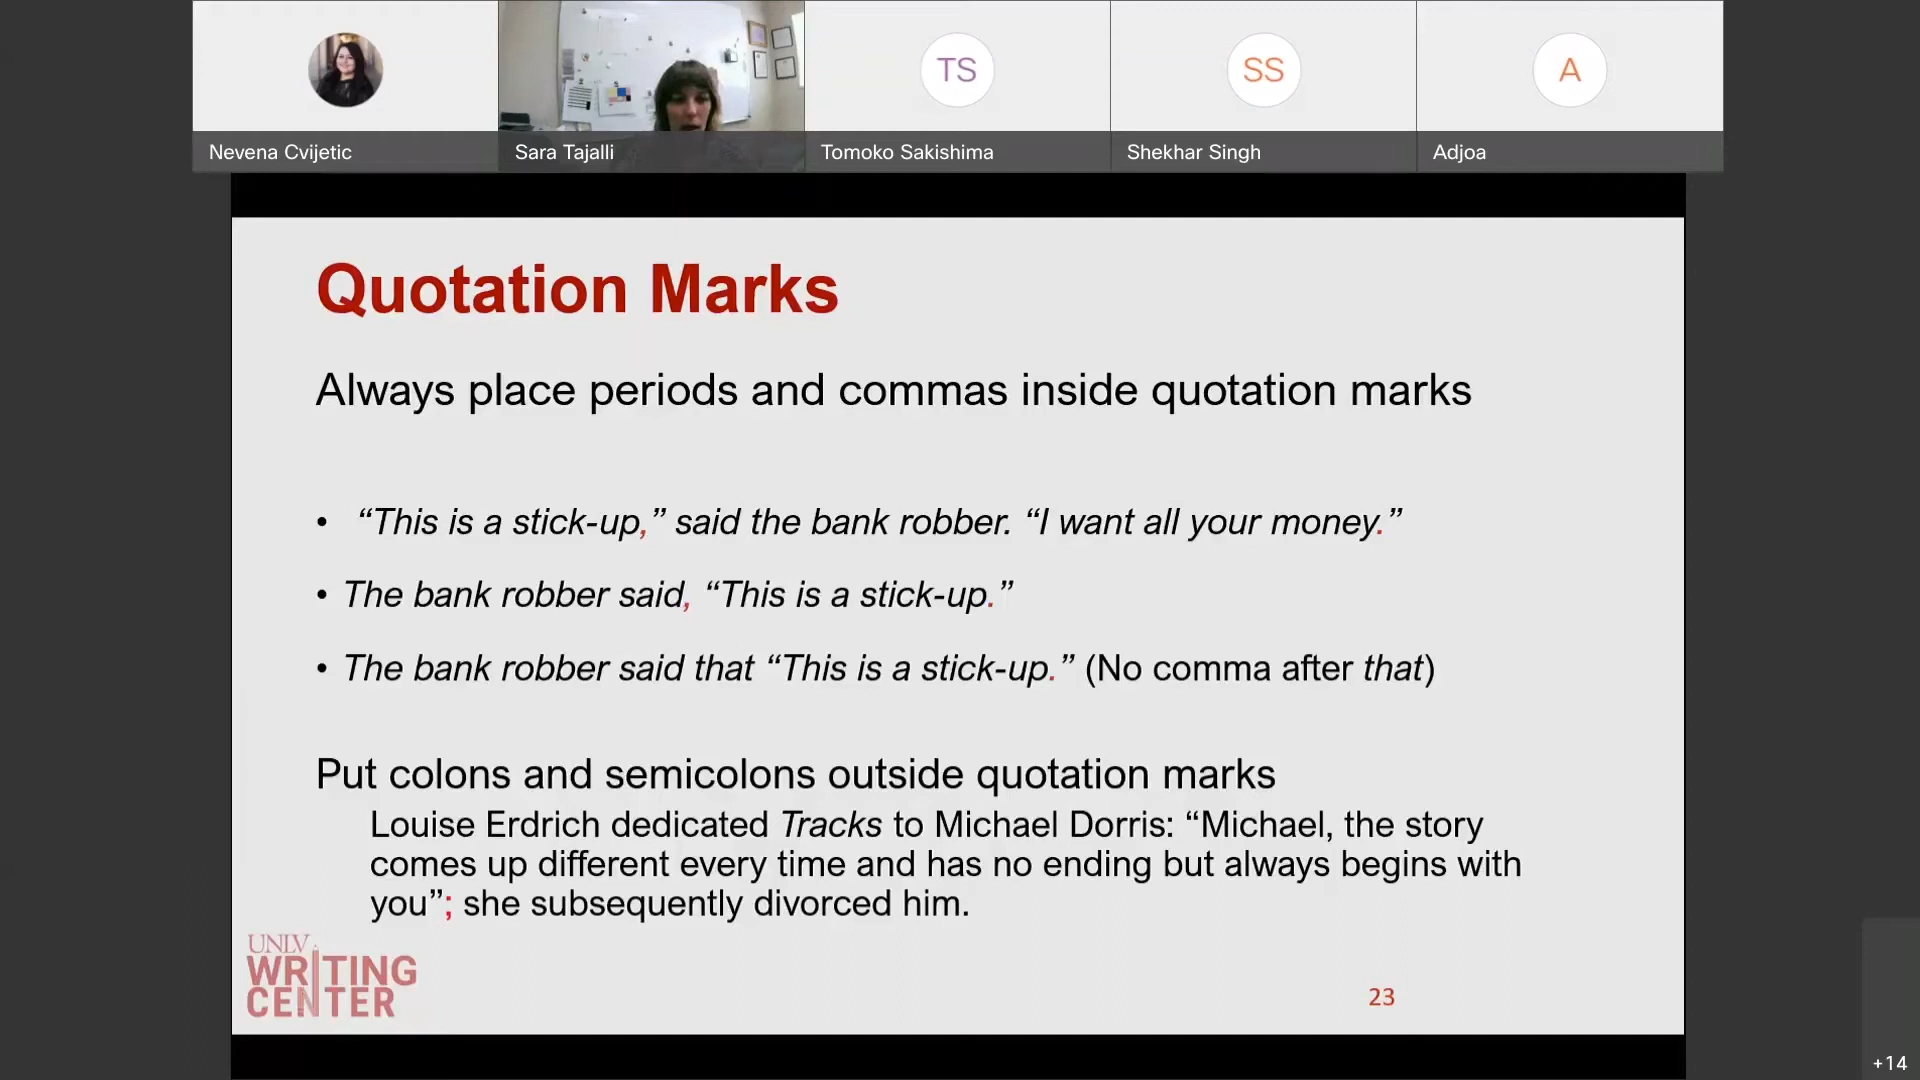 TS
SS
A
Nevena Cvijetic
Sara Tajalli
Tomoko Sakishima
Shekhar Singh
Adjoa
Quotation Marks
Always place periods and commas inside quotation marks
• “This is a stick-up,” said the bank robber. “I want all your money.”
• The bank robber said, “This is a stick-up.”
• The bank robber said that “This is a stick-up.” (No comma after that)
Put colons and semicolons outside quotation marks
Louise Erdrich dedicated Tracks to Michael Dorris: “Michael, the story
comes up different every time and has no ending but always begins with
you”; she subsequently divorced him.
UNLV
WRITING
CENTER
23
+14